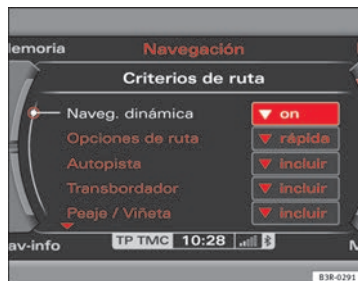 emoria
Navegación
Criterios de ruta
Naveg. dinámica ▼ on
Opciones de ruta ▼ rápida
Autopista ▼ incluir
Transbordador ▼ incluir
Peaje / Viñeta ▼ incluir
av-info
TP TMC 10:28
B3R-0291